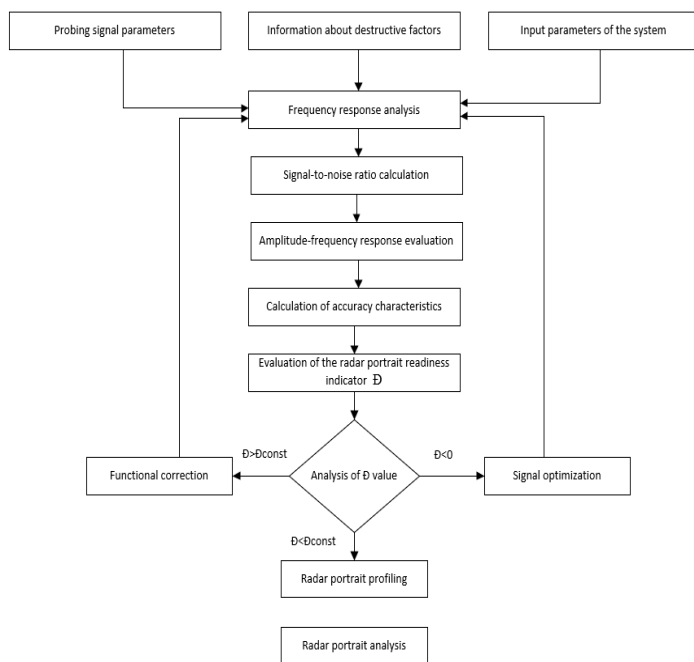 Probing signal parameters
Information about destructive factors
Input parameters of the system
Frequency response analysis
Signal-to-noise ratio calculation
Amplitude-frequency response evaluation
Calculation of accuracy characteristics
Evaluation of the radar portrait readiness
indicator Đ
Đ>Đconst
Đ<0
Functional correction
Analysis of Đ value
Signal optimization
Đ<Đconst
Radar portrait profiling
Radar portrait analysis